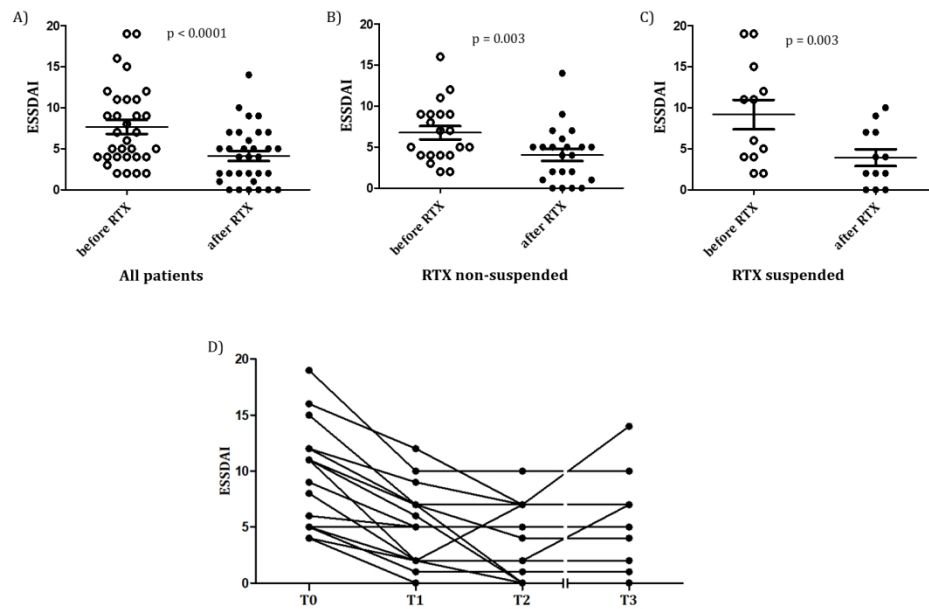 A)
p < 0.0001
ESSDAI
20
15
10
5
0
before RTX
after RTX
All patients
B)
p = 0.003
ESSDAI
20
15
10
5
0
before RTX
after RTX
RTX non-suspended
C)
p = 0.003
ESSDAI
20
15
10
5
0
before RTX
after RTX
RTX suspended
D)
ESSDAI
20
15
10
5
0
T0 T1 T2 T3